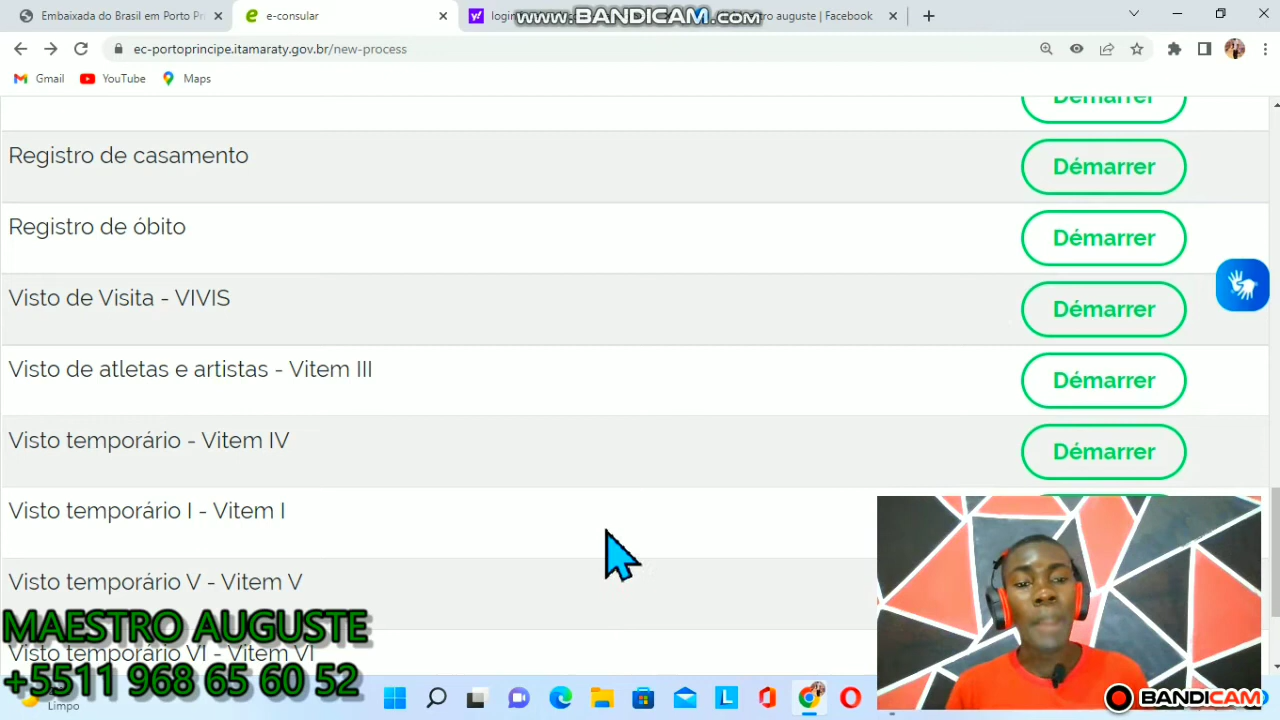 Embaixada do Brasil em Porto Pr
e-consular
login
www.BANDICAM.com
stro auguste | Facebook
ec-portoprincipe.itamaraty.gov.br/new-process
Gmail
YouTube
Maps
Démarrer
Registro de casamento
Démarrer
Registro de óbito
Démarrer
Visto de Visita - VIVIS
Démarrer
Visto de atletas e artistas - Vitem III
Démarrer
Visto temporário - Vitem IV
Démarrer
Visto temporário I - Vitem I
Visto temporário V - Vitem V
MAESTRO AUGUSTE
Visto temporário VI - Vitem VI
+5511 968 65 60 52
Limpo
BANDICAM